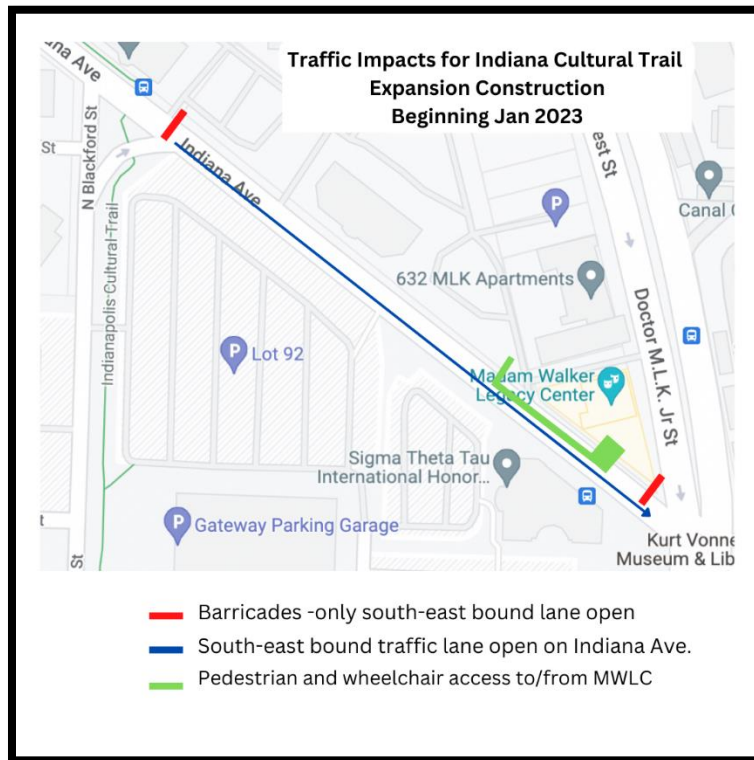 Traffic Impacts for Indiana Cultural Trail
Expansion Construction
Beginning Jan 2023
Ave
Indiana Ave
N Blackford St
St
Indianapolis Cultural Trail
P
Canal
632 MLK Apartments
Doctor M.L.K. Jr St
P Lot 92
Madam Walker
Legacy Center
Sigma Theta Tau
International Honor...
P Gateway Parking Garage
St
Kurt
Museum &
Barricades -only south-east bound lane open
South-east bound traffic lane open on Indiana Ave.
Pedestrian and wheelchair access to/from MWLC